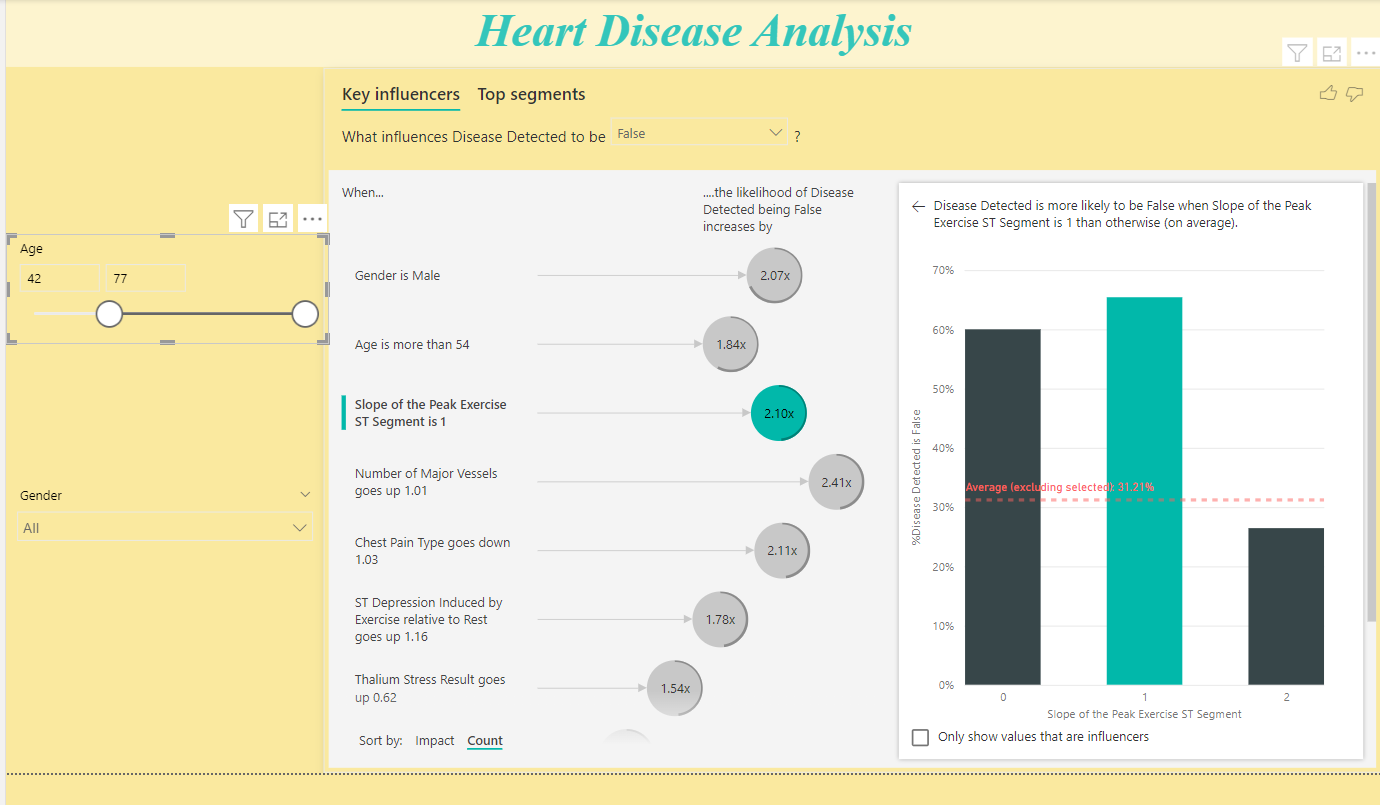 Heart Disease Analysis
Key influencers Top segments
What influences Disease Detected to be False ?
Age
42 77
Gender
All
When...
....the likelihood of Disease
Detected being False
increases by
Gender is Male 2.07x
Age is more than 54 1.84x
Slope of the Peak Exercise
ST Segment is 1 2.10x
Number of Major Vessels
goes up 1.01 2.41x
Chest Pain Type goes down
1.03 2.11x
ST Depression Induced by
Exercise relative to Rest
goes up 1.16 1.78x
Thalium Stress Result goes
up 0.62 1.54x
Sort by: Impact Count
Disease Detected is more likely to be False when Slope of the Peak
Exercise ST Segment is 1 than otherwise (on average).
%Disease Detected is False
70%
60%
50%
40%
Average (excluding selected): 31.21%
30%
20%
10%
0%
0 1 2
Slope of the Peak Exercise ST Segment
Only show values that are influencers